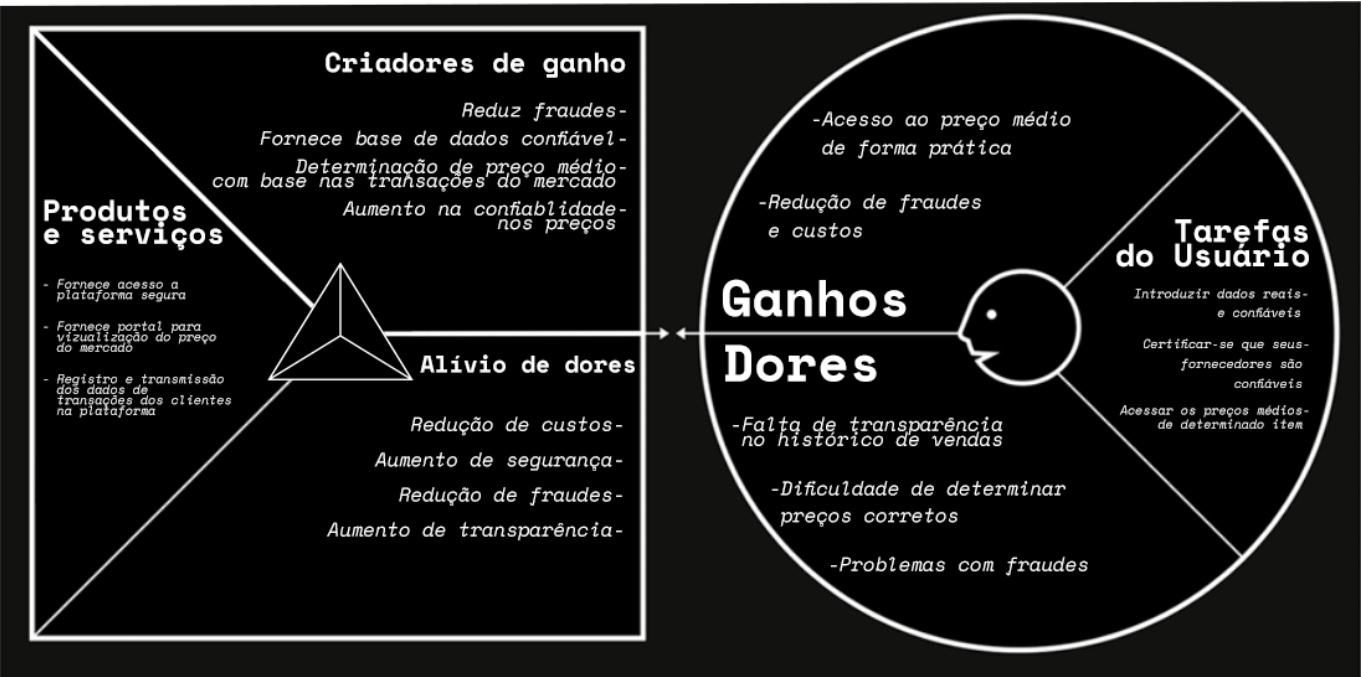 Criadores de ganho
Reduz fraudes-
Fornece base de dados confiável-
Determinação de preço médio-
com base nas transações do mercado
Aumento na confiablidade-
nos preços
Produtos
e serviços
- Fornece acesso a
plataforma segura
- Fornece portal para
vizualização do preço
do mercado
- Registro e transmissão
dos dados de
transações dos clientes
na plataforma
Alívio de dores
Redução de custos-
Aumento de segurança-
Redução de fraudes-
Aumento de transparência-
-Acesso ao preço médio
de forma prática
-Redução de fraudes
e custos
Ganhos
Dores
-Falta de transparência
no histórico de vendas
-Dificuldade de determinar
preços corretos
-Problemas com fraudes
Tarefas
do Usuário
Introduzir dados reais-
e confiáveis
Certificar-se que seus-
fornecedores são
confiáveis
Acessar os preços médios-
de determinado item